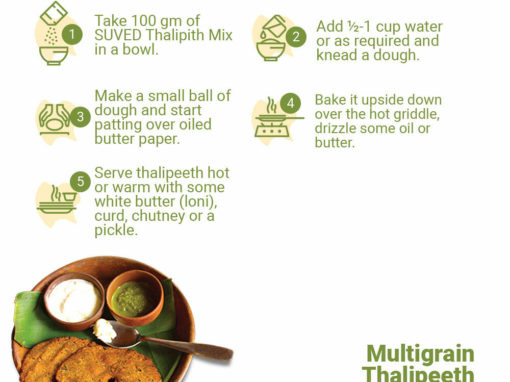 1
Take 100 gm of
SUVED Thalipith Mix
in a bowl.
2
Add ½-1 cup water
or as required and
knead a dough.
3
Make a small ball of
dough and start
patting over oiled
butter paper.
4
Bake it upside down
over the hot griddle,
drizzle some oil or
butter.
5
Serve thalipeeth hot
or warm with some
white butter (loni),
curd, chutney or a
pickle.
Multigrain
Thalipeeth